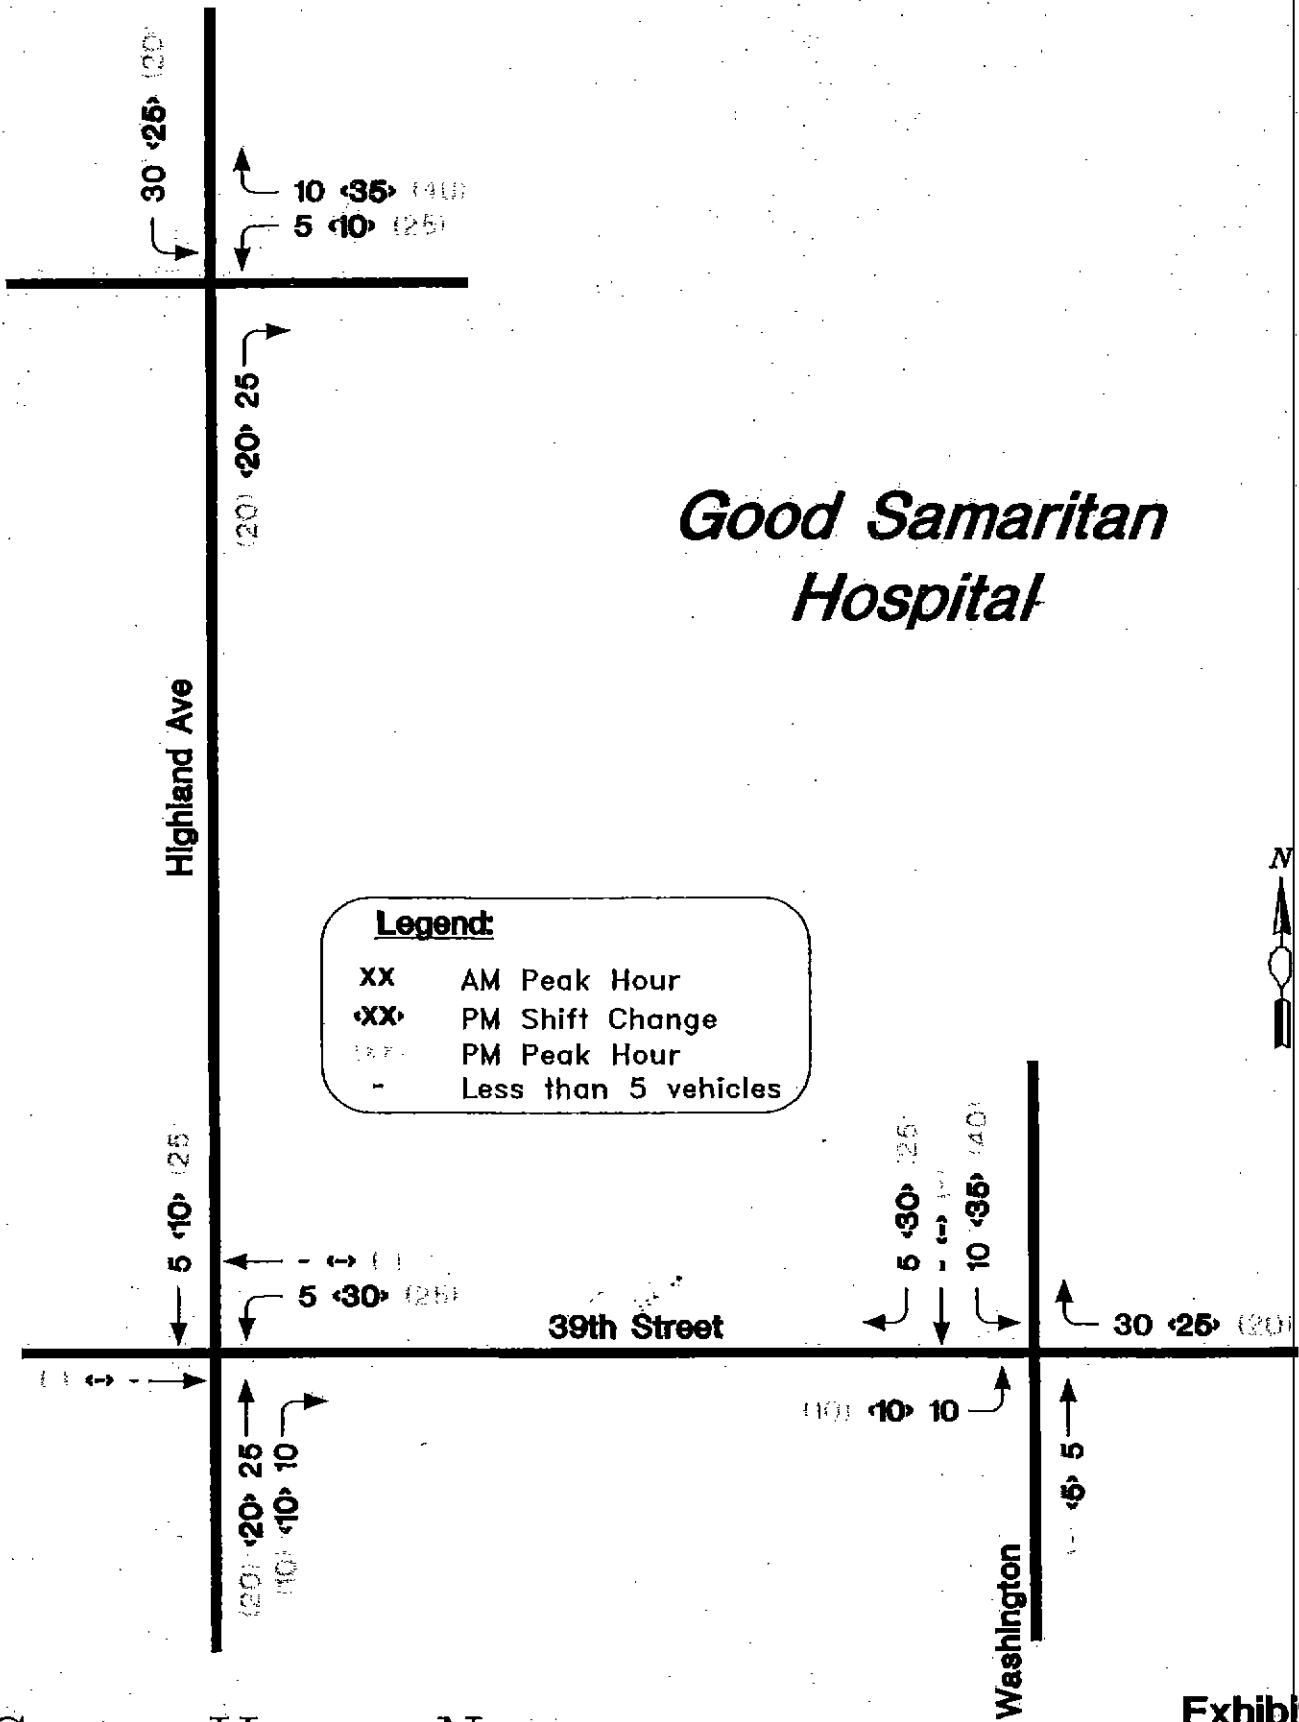 30 <25> (20)
10 <35> (40)
5 <10> (25)
(20) <20> 25
Good Samaritan
Hospital
Highland Ave
N
Legend:
XX AM Peak Hour
<XX> PM Shift Change
PM Peak Hour
- Less than 5 vehicles
5 <10> (25)
- <-> (-)
5 <30> (25)
39th Street
5 <30> (25)
- <-> (-)
10 <35> (40)
30 <25> (20)
(-) <-> -
(20) <20> 25
(10) <10> 10
(10) <10> 10
<5> 5
Washington
Exhibi